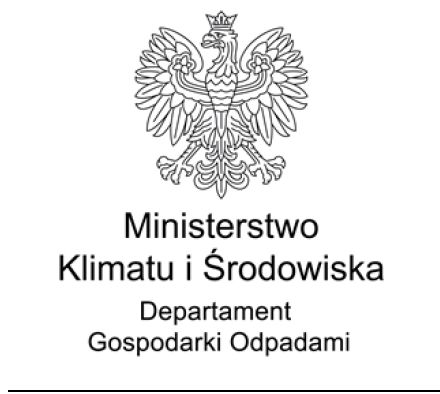 Ministerstwo
Klimatu i Środowiska
Departament
Gospodarki Odpadami